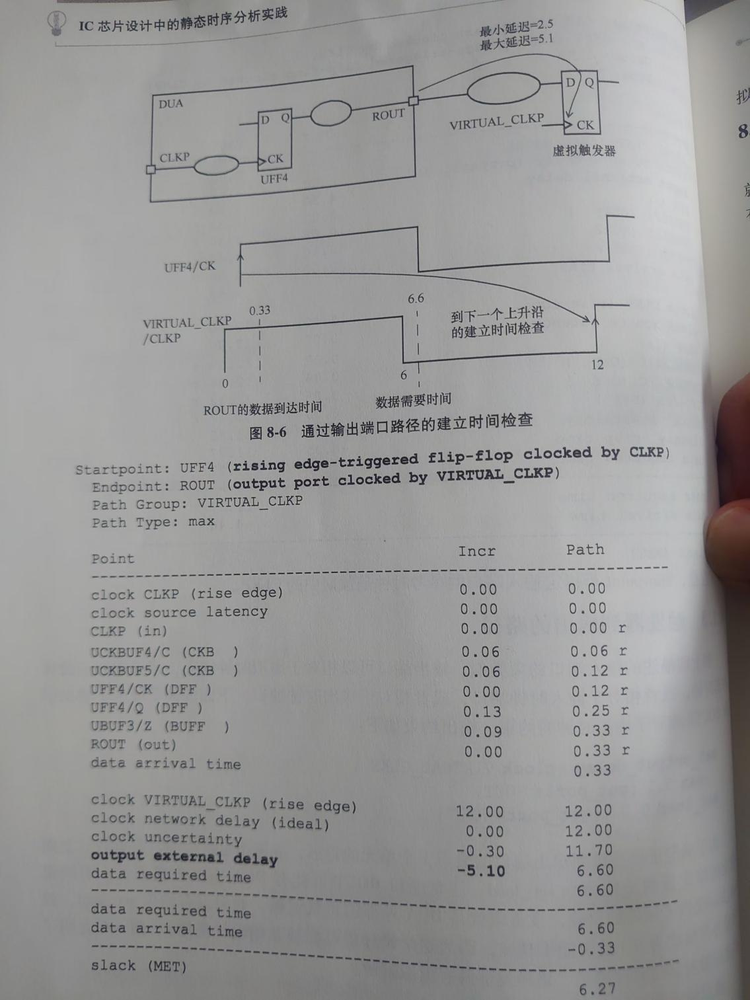 IC 芯片设计中的静态时序分析实践
最小延迟=2.5
最大延迟=5.1
DUA
D Q
ROUT
VIRTUAL_CLKP
D Q
CK
虚拟触发器
CLKP
CK
UFF4
UFF4/CK
VIRTUAL_CLKP
/CLKP
0.33
6.6
到下一个上升沿
的建立时间检查
0
6
12
ROUT的数据到达时间
数据需要时间
图 8-6 通过输出端口路径的建立时间检查
Startpoint: UFF4 (rising edge-triggered flip-flop clocked by CLKP)
Endpoint: ROUT (output port clocked by VIRTUAL_CLKP)
Path Group: VIRTUAL_CLKP
Path Type: max
Point Incr Path
clock CLKP (rise edge) 0.00 0.00
clock source latency 0.00 0.00
CLKP (in) 0.00 0.00 r
UCKBUF4/C (CKB ) 0.06 0.06 r
UCKBUF5/C (CKB ) 0.06 0.12 r
UFF4/CK (DFF ) 0.00 0.12 r
UFF4/Q (DFF ) 0.13 0.25 r
UBUF3/Z (BUFF ) 0.09 0.33 r
ROUT (out) 0.00 0.33 r
data arrival time 0.33
clock VIRTUAL_CLKP (rise edge) 12.00 12.00
clock network delay (ideal) 0.00 12.00
clock uncertainty -0.30 11.70
output external delay -5.10 6.60
data required time 6.60
data required time 6.60
data arrival time -0.33
slack (MET) 6.27
拟
8